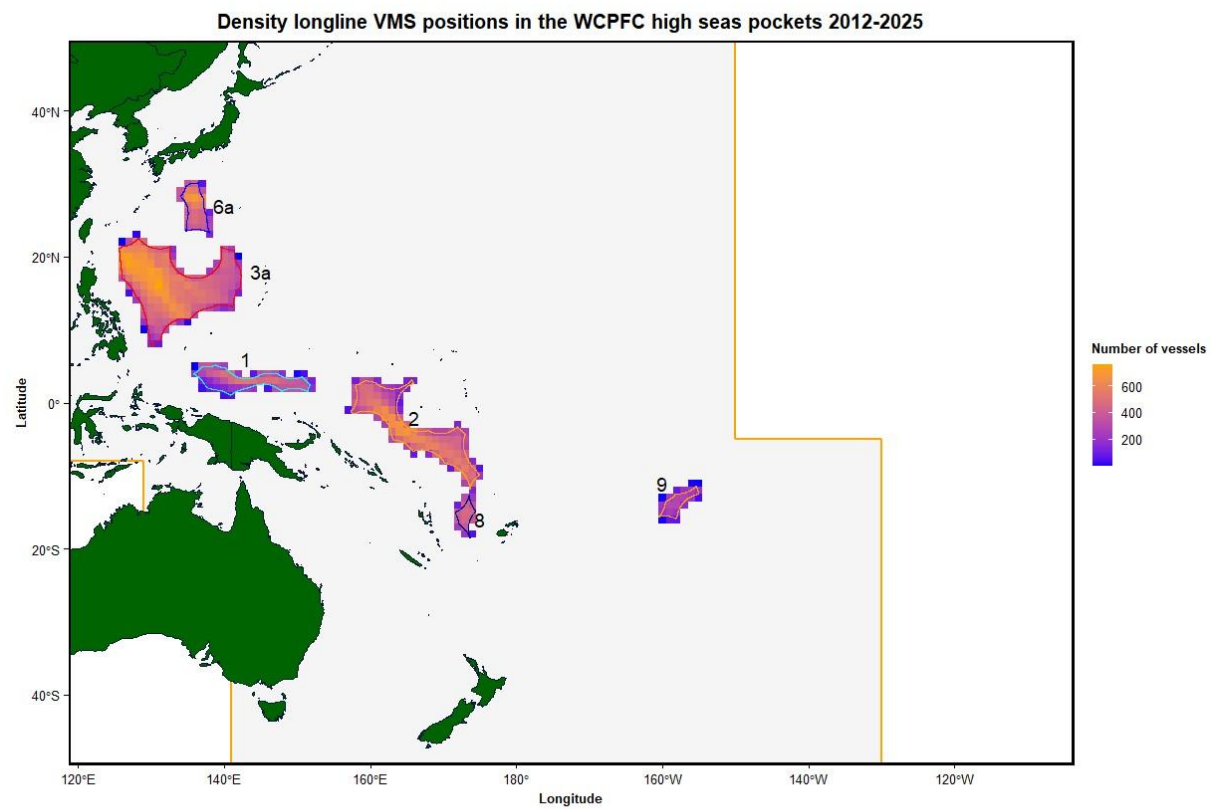 Density longline VMS positions in the WCPFC high seas pockets 2012-2025
40°N
6a
20°N
3a
1
0°
2
9
8
20°S
40°S
Latitude
120°E
140°E
160°E
180°
160°W
140°W
120°W
Longitude
Number of vessels
600
400
200